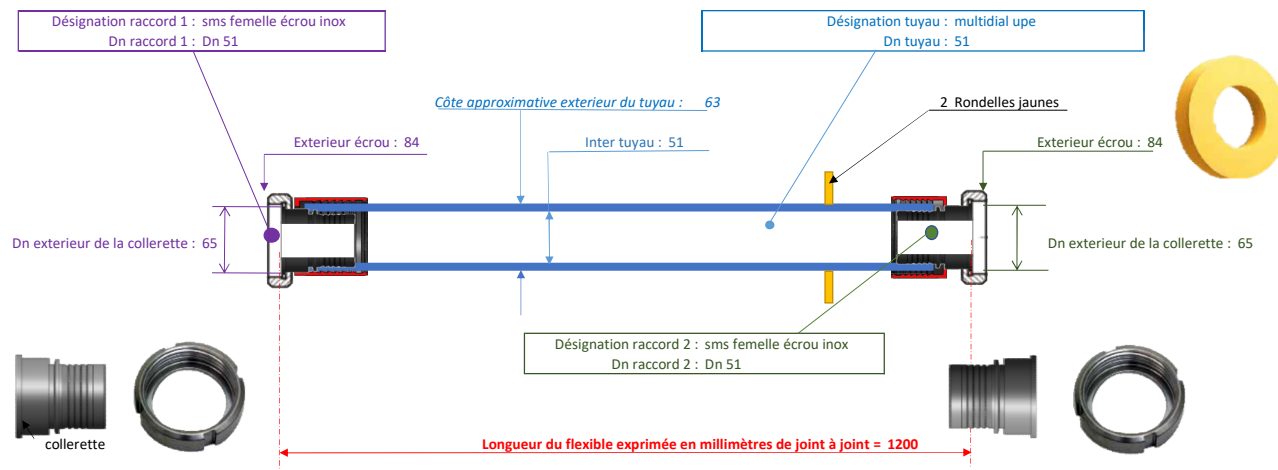 Désignation raccord 1 : sms femelle écrou inox
Dn raccord 1 : Dn 51
Désignation tuyau : multidial upe
Dn tuyau : 51
Côte approximative exterieur du tuyau : 63
2 Rondelles jaunes
Exterieur écrou : 84
Inter tuyau : 51
Exterieur écrou : 84
Dn exterieur de la collerette : 65
Dn exterieur de la collerette : 65
Désignation raccord 2 : sms femelle écrou inox
Dn raccord 2 : Dn 51
collerette
Longueur du flexible exprimée en millimètres de joint à joint = 1200